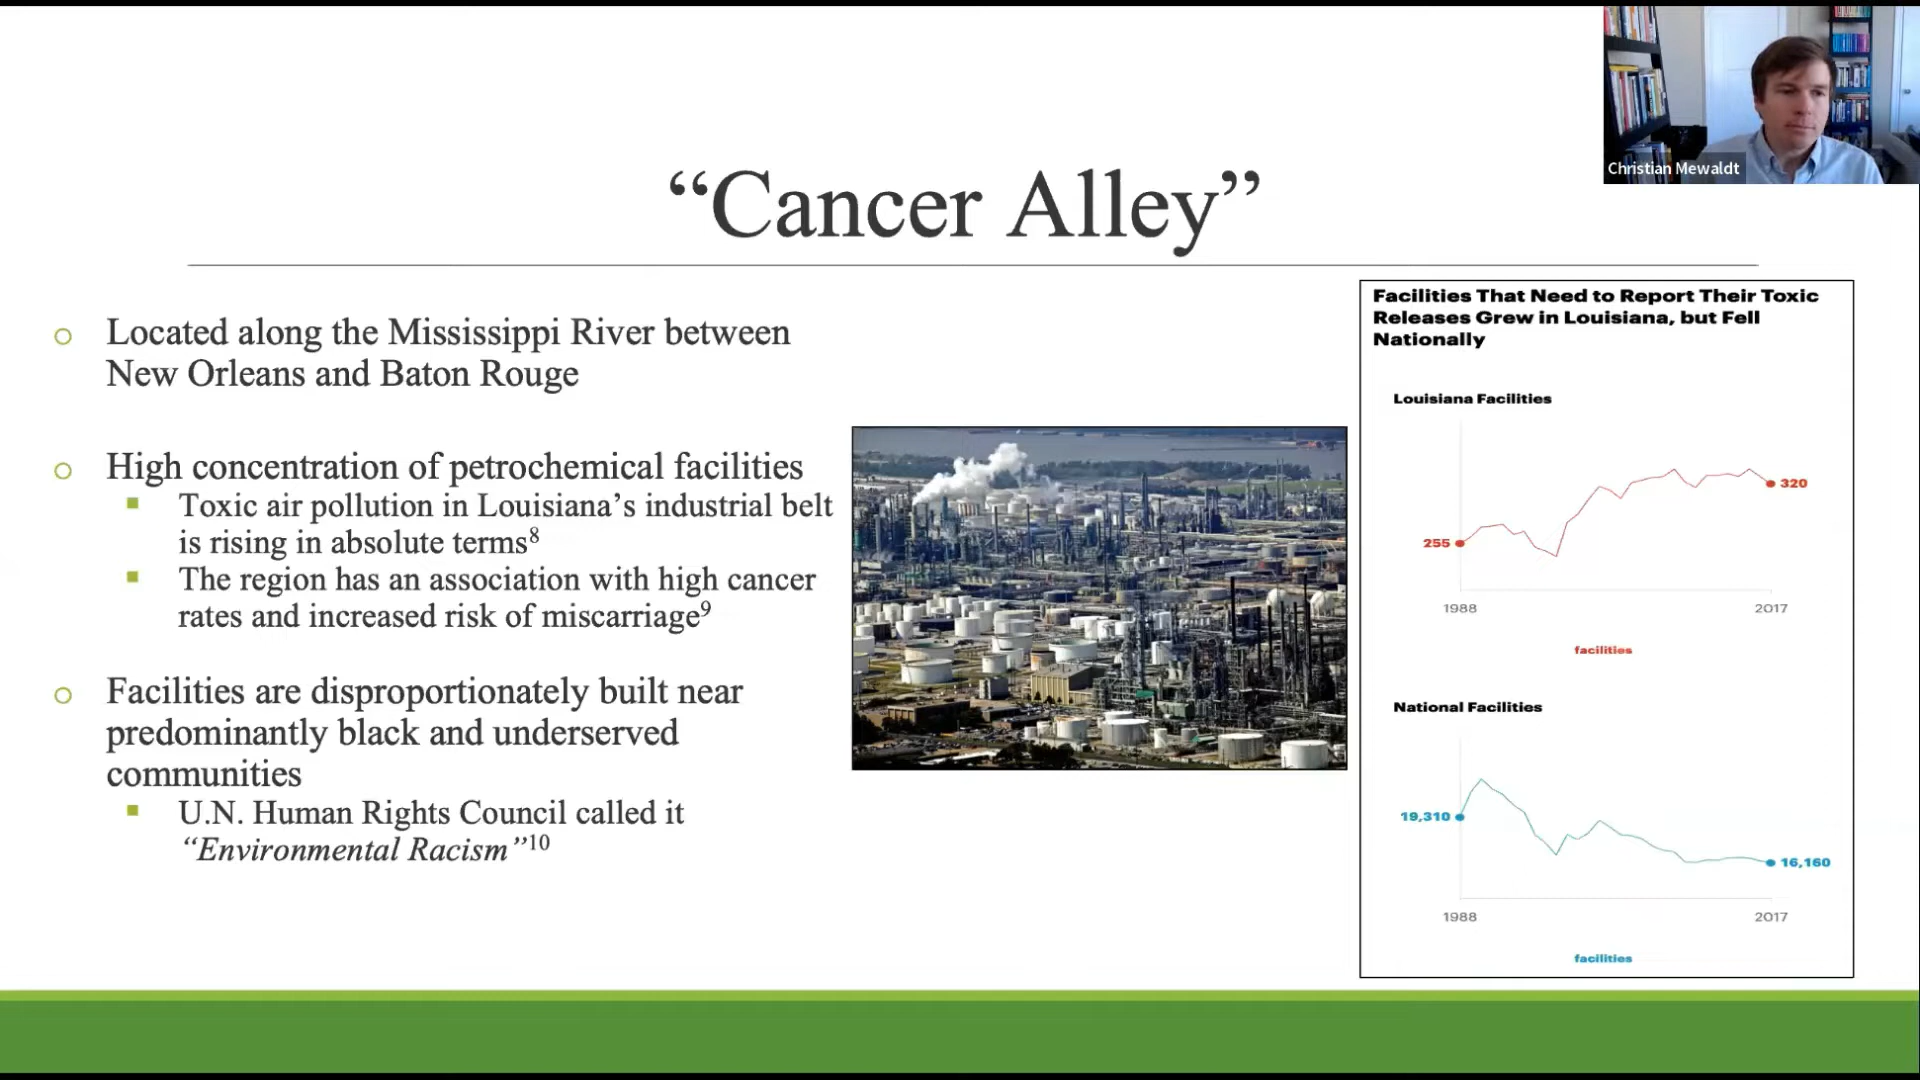 Christian Mewaldt
“Cancer Alley”
Located along the Mississippi River between
New Orleans and Baton Rouge
High concentration of petrochemical facilities
Toxic air pollution in Louisiana’s industrial belt
is rising in absolute terms⁸
The region has an association with high cancer
rates and increased risk of miscarriage⁹
Facilities are disproportionately built near
predominantly black and underserved
communities
U.N. Human Rights Council called it
“Environmental Racism”¹⁰
Facilities That Need to Report Their Toxic
Releases Grew in Louisiana, but Fell
Nationally
Louisiana Facilities
320
255
1988 2017
facilities
National Facilities
19,310
16,160
1988 2017
facilities